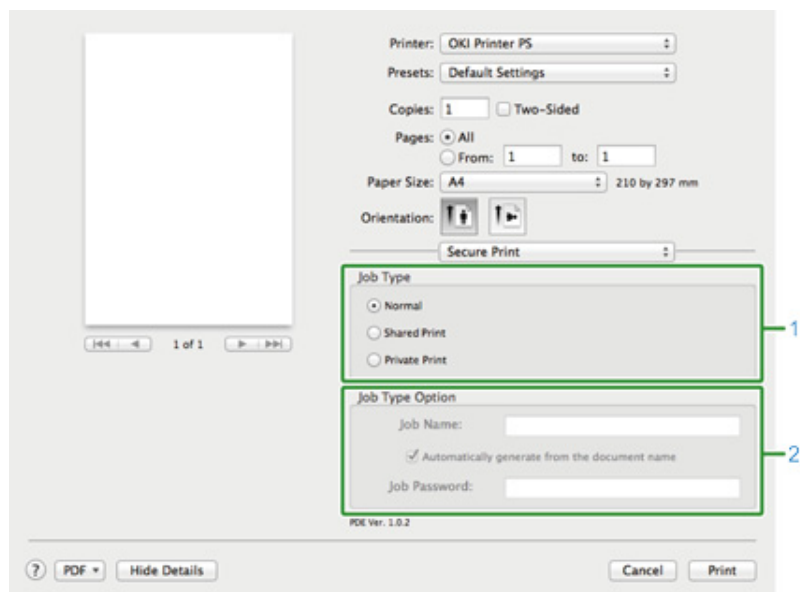 Printer: OKI Printer PS
Presets: Default Settings
Copies: 1 Two-Sided
Pages: All
From: 1 to: 1
Paper Size: A4 210 by 297 mm
Orientation:
Secure Print
Job Type
Normal
Shared Print
Private Print
1
1 of 1
Job Type Option
Job Name:
Automatically generate from the document name
Job Password:
2
PDE Ver. 1.0.2
? PDF Hide Details Cancel Print